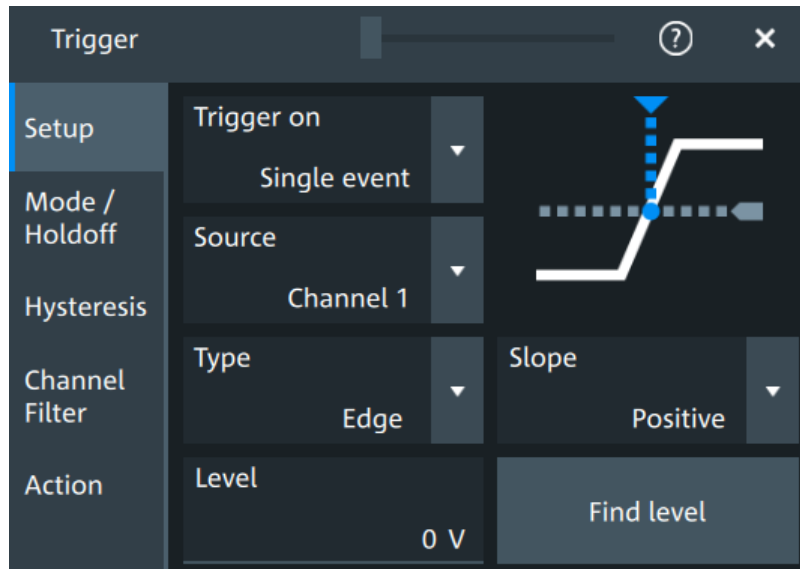 Trigger
?
Setup
Mode /
Holdoff
Hysteresis
Channel
Filter
Action
Trigger on
Single event
Source
Channel 1
Type
Edge
Slope
Positive
Level
0 V
Find level